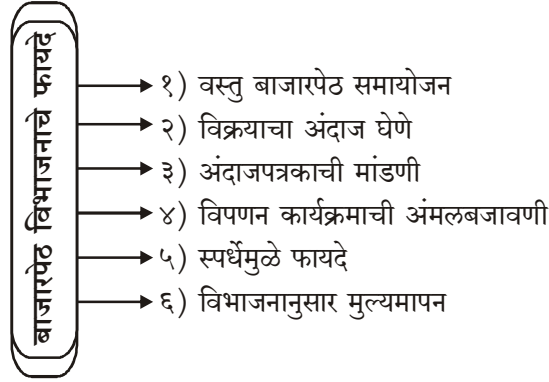 बाजारपेठ विभाजनाचे फायदे
१) वस्तु बाजारपेठ समायोजन
२) विक्रयाचा अंदाज घेणे
३) अंदाजपत्रकाची मांडणी
४) विपणन कार्यक्रमाची अंमलबजावणी
५) स्पर्धेमुळे फायदे
६) विभाजनानुसार मुल्यमापन